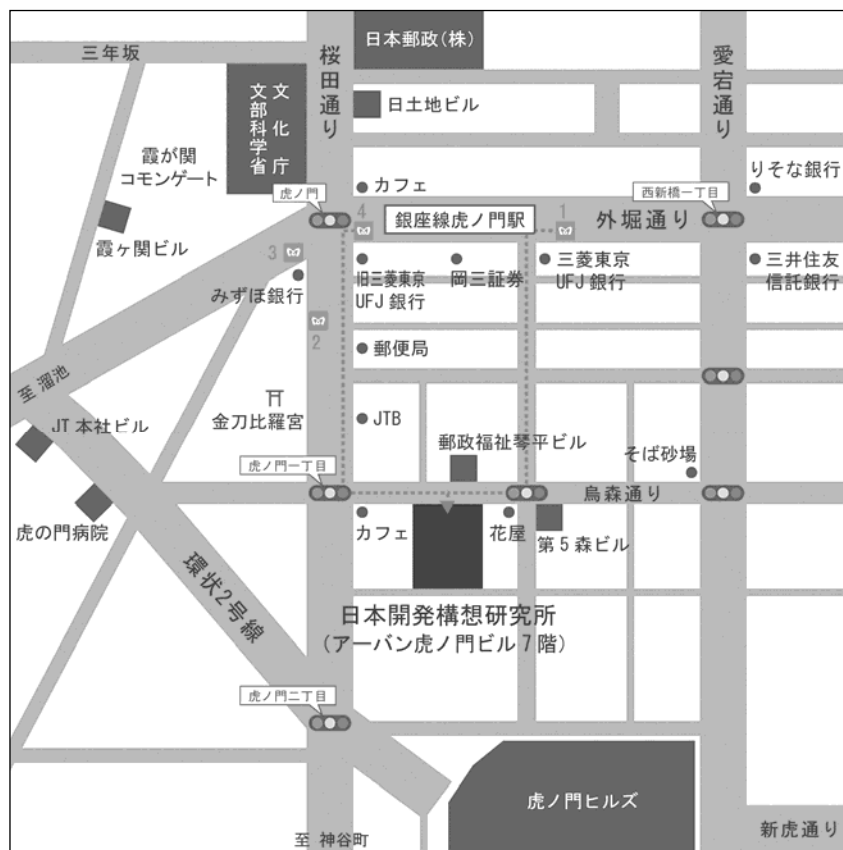 日本郵政(株)
三年坂
桜田通り
愛宕通り
文化庁
文部科学省
日土地ビル
霞が関
コモンゲート
カフェ
りそな銀行
虎ノ門
西新橋一丁目
4
銀座線虎ノ門駅
1
外堀通り
霞ヶ関ビル
3
みずほ銀行
旧三菱東京
UFJ銀行
岡三証券
三菱東京
UFJ銀行
三井住友
信託銀行
2
郵便局
至 溜池
金刀比羅宮
JT本社ビル
JTB
郵政福祉琴平ビル
そば砂場
虎ノ門一丁目
烏森通り
虎の門病院
カフェ
花屋
第5森ビル
環状2号線
日本開発構想研究所
(アーバン虎ノ門ビル7階)
虎ノ門二丁目
虎ノ門ヒルズ
新虎通り
至 神谷町